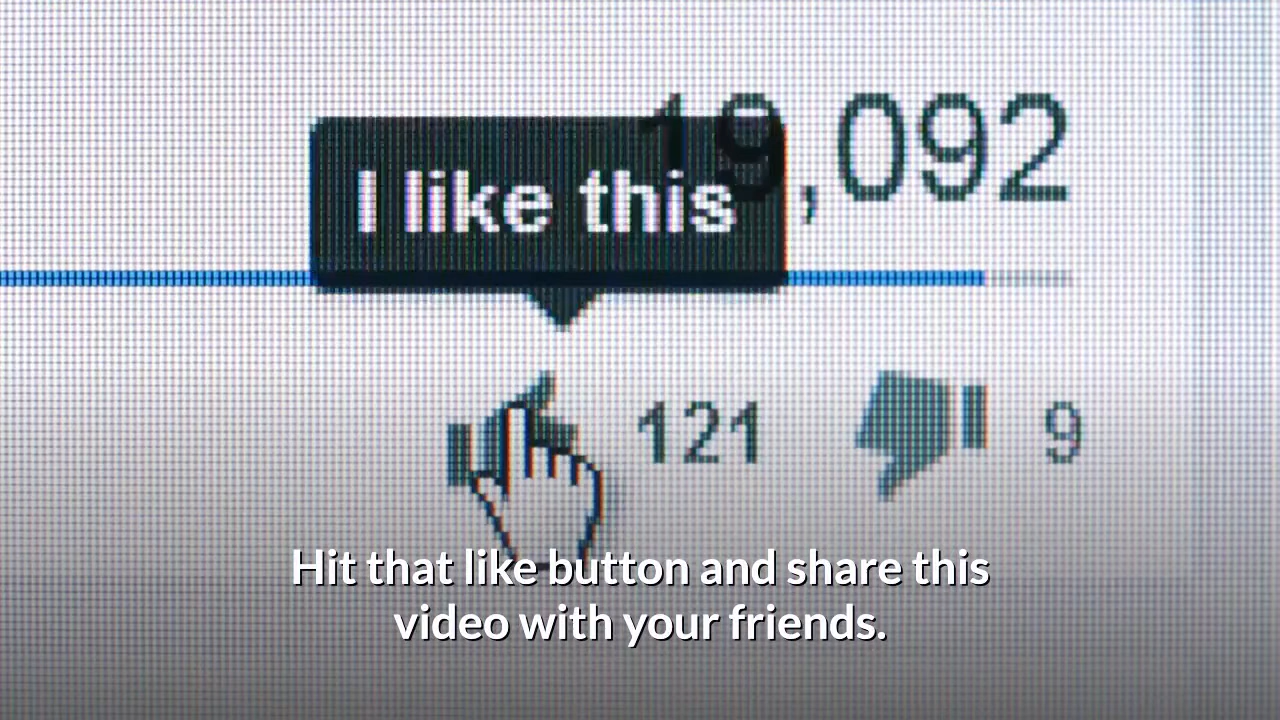 19,092
I like this
121 9
Hit that like button and share this
video with your friends.